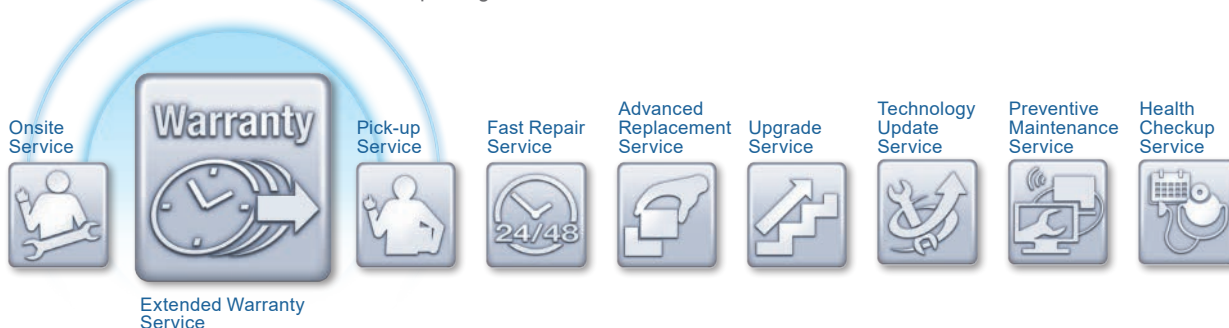 Onsite
Service
Warranty
Extended Warranty
Service
Pick-up
Service
Fast Repair
Service
24/48
Advanced
Replacement
Service
Upgrade
Service
Technology
Update
Service
Preventive
Maintenance
Service
Health
Checkup
Service